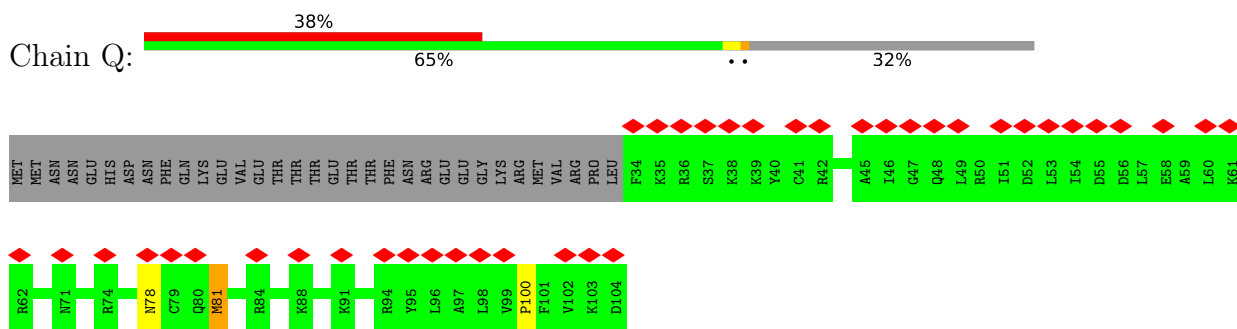 38%
Chain Q:
65% • • 32%
MET MET ASN ASN GLU HIS ASP ASN PHE GLN LYS GLU VAL GLU THR THR THR GLU THR THR PHE ASN ARG GLU GLU GLY LYS ARG MET VAL ARG PRO LEU F34 K35 R36 S37 K38 K39 Y40 C41 R42 A45 I46 G47 Q48 L49 R50 I51 D52 L53 I54 D55 D56 L57 E58 A59 L60 K61
R62 N71 R74 N78 C79 Q80 M81 R84 K88 K91 R94 Y95 L96 A97 L98 V99 P100 F101 V102 K103 D104